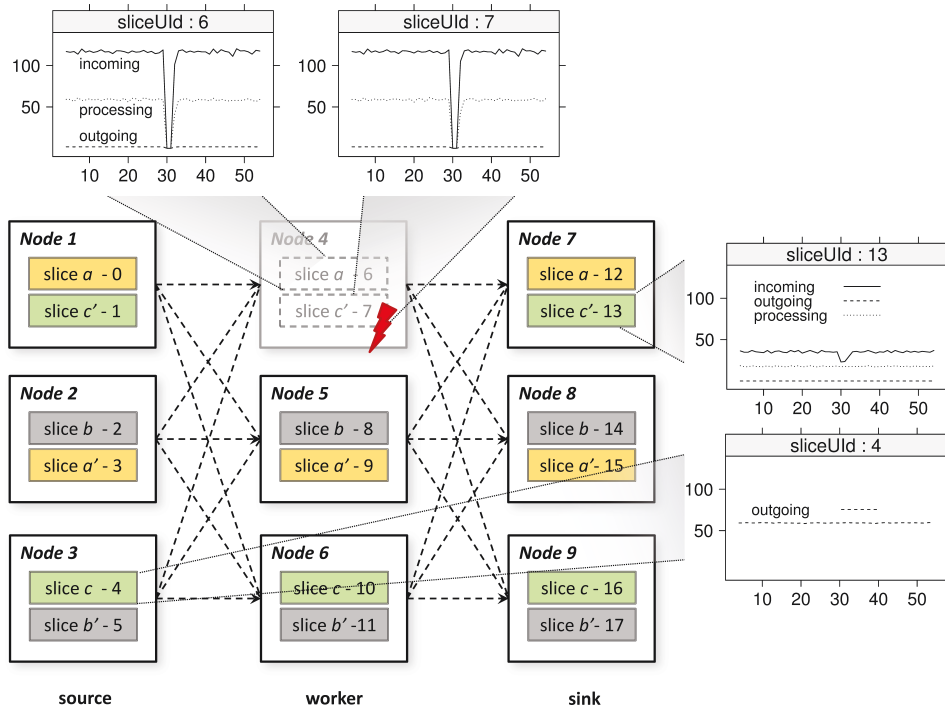 sliceUId : 6
100
50
incoming
processing
outgoing
10 20 30 40 50
sliceUId : 7
10 20 30 40 50
Node 1
slice a - 0
slice c' - 1
Node 4
slice a - 6
slice c' - 7
Node 7
slice a - 12
slice c'- 13
Node 2
slice b - 2
slice a' - 3
Node 5
slice b - 8
slice a' - 9
Node 8
slice b - 14
slice a'- 15
Node 3
slice c - 4
slice b' - 5
Node 6
slice c - 10
slice b' -11
Node 9
slice c - 16
slice b'- 17
source
worker
sink
sliceUId : 13
incoming
outgoing
processing
100
50
10 20 30 40 50
sliceUId : 4
outgoing
100
50
10 20 30 40 50